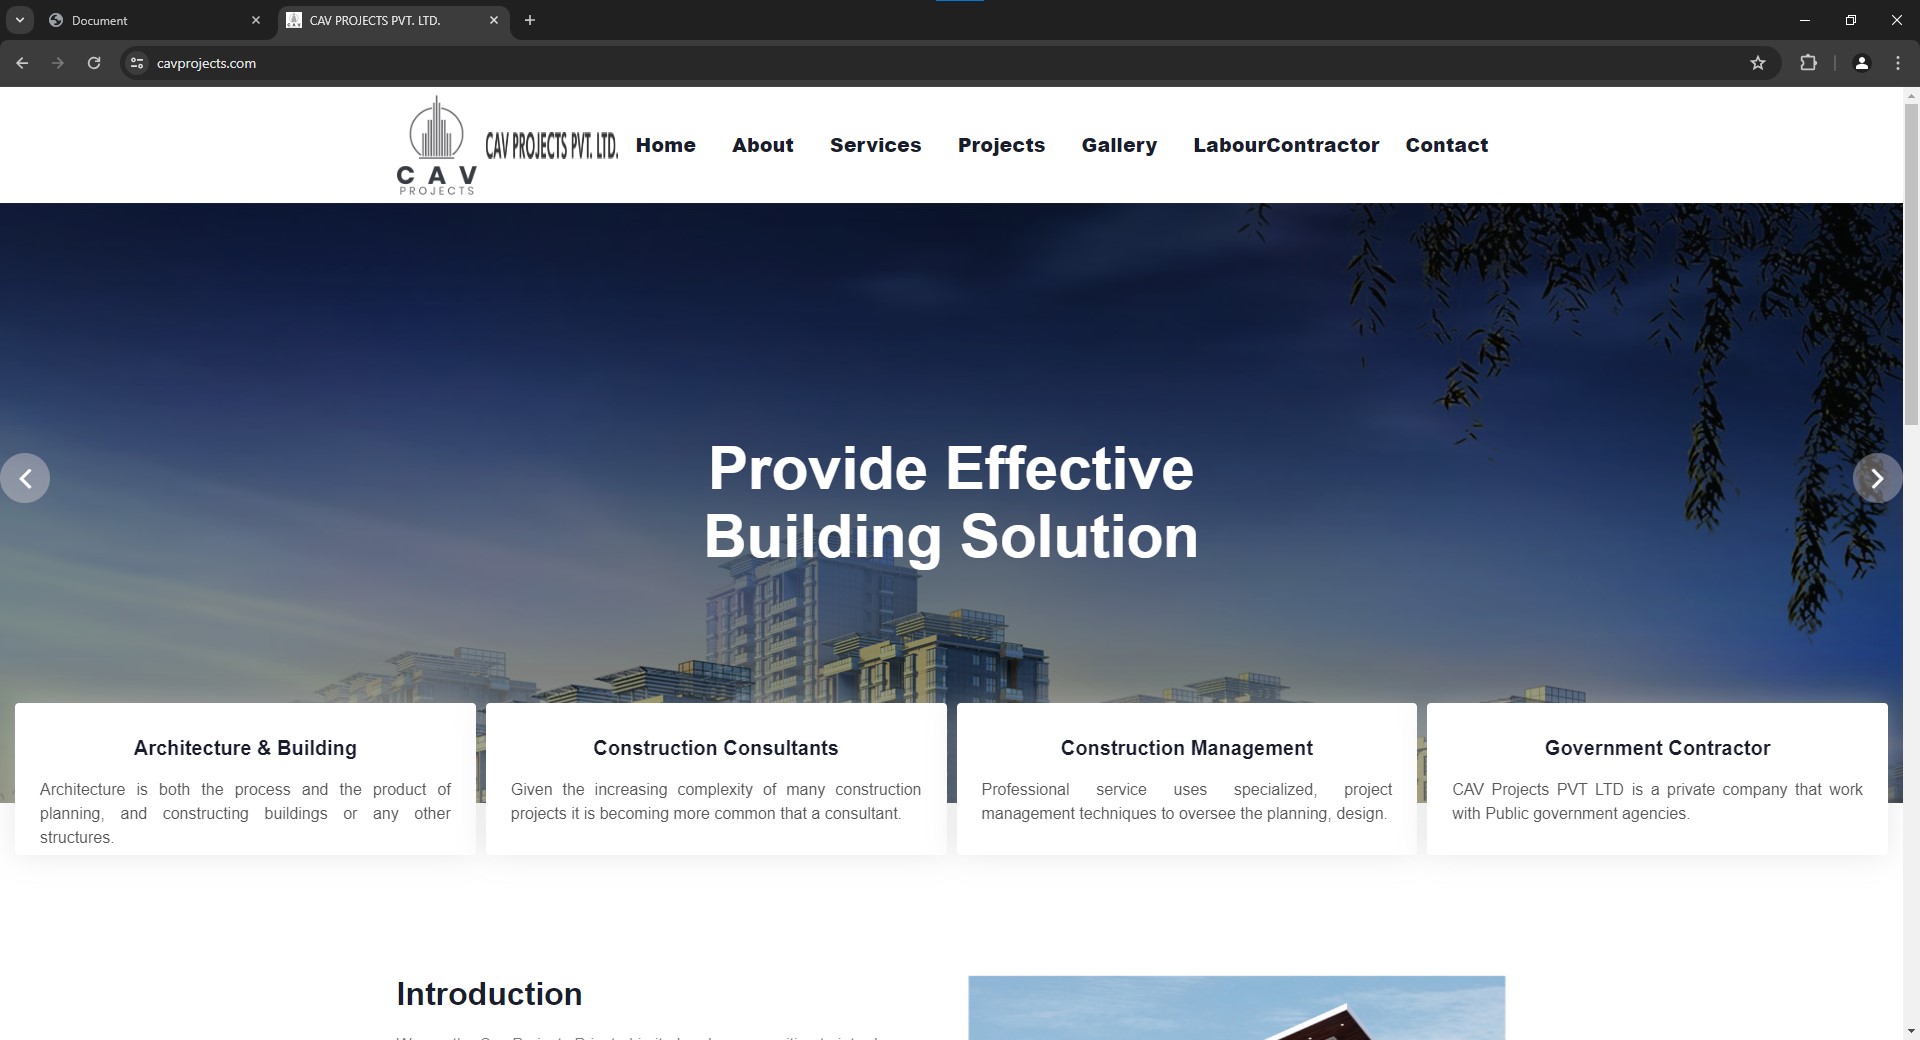 Document
CAV PROJECTS PVT. LTD.
cavprojects.com
CAV
PROJECTS
CAV PROJECTS PVT. LTD.
Home
About
Services
Projects
Gallery
LabourContractor
Contact
Provide Effective
Building Solution
Architecture & Building
Architecture is both the process and the product of
planning, and constructing buildings or any other
structures.
Construction Consultants
Given the increasing complexity of many construction
projects it is becoming more common that a consultant.
Construction Management
Professional service uses specialized, project
management techniques to oversee the planning, design.
Government Contractor
CAV Projects PVT LTD is a private company that work
with Public government agencies.
Introduction